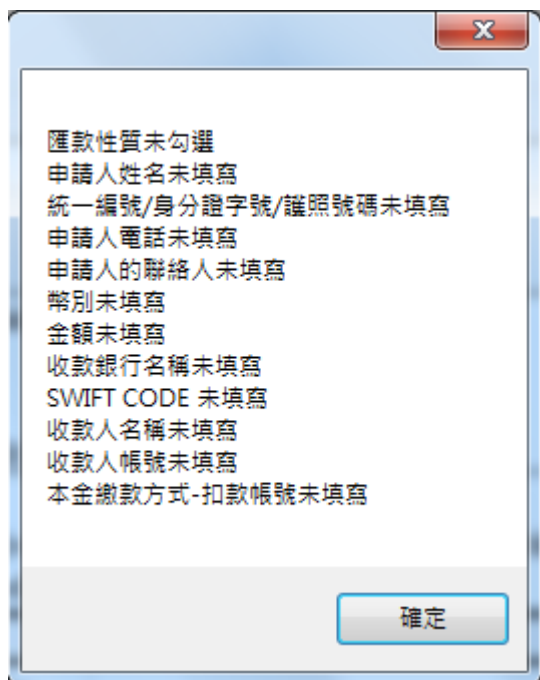 匯款性質未勾選
申請人姓名未填寫
統一編號/身分證字號/護照號碼未填寫
申請人電話未填寫
申請人的聯絡人未填寫
幣別未填寫
金額未填寫
收款銀行名稱未填寫
SWIFT CODE 未填寫
收款人名稱未填寫
收款人帳號未填寫
本金繳款方式-扣款帳號未填寫
確定